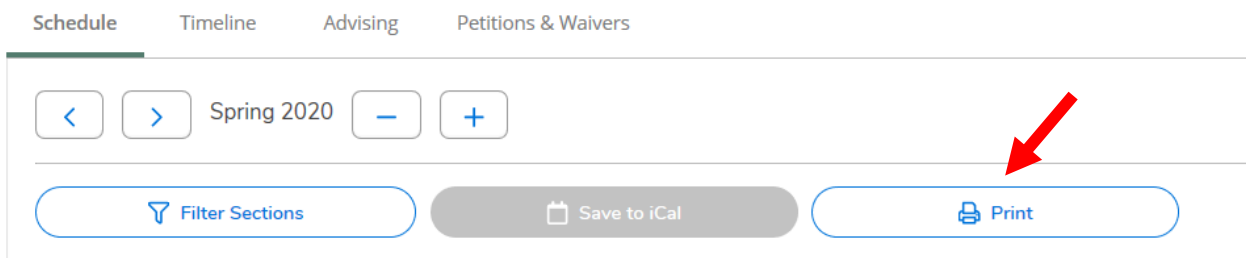 Schedule Timeline Advising Petitions & Waivers
Spring 2020
Filter Sections Save to iCal Print